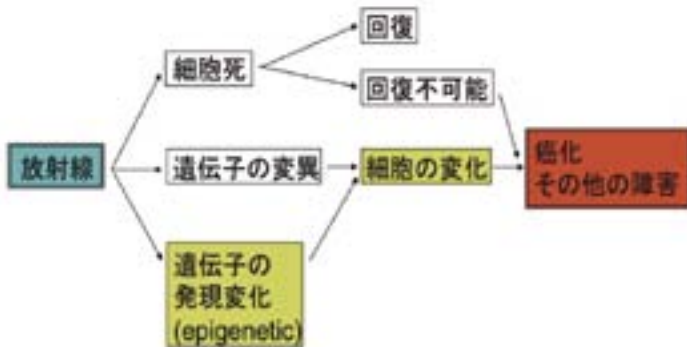 回復
細胞死
回復不可能
放射線
遺伝子の変異
細胞の変化
癌化
その他の障害
遺伝子の
発現変化
(epigenetic)